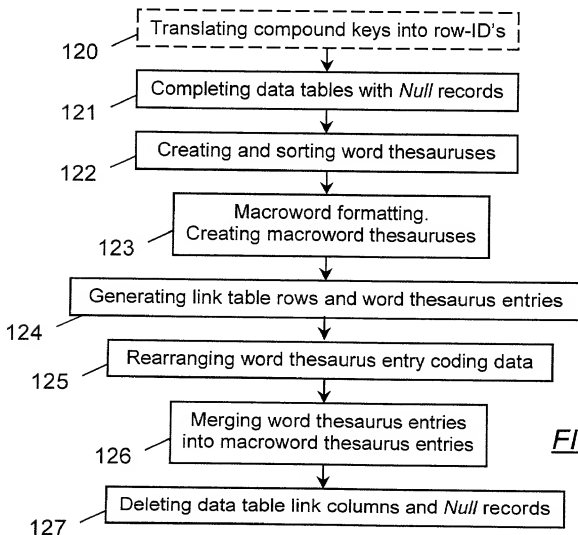 Translating compound keys into row-ID's
120
Completing data tables with Null records
121
Creating and sorting word thesauruses
122
Macroword formatting.
Creating macroword thesauruses
123
Generating link table rows and word thesaurus entries
124
Rearranging word thesaurus entry coding data
125
Merging word thesaurus entries
into macroword thesaurus entries
126
FI
Deleting data table link columns and Null records
127